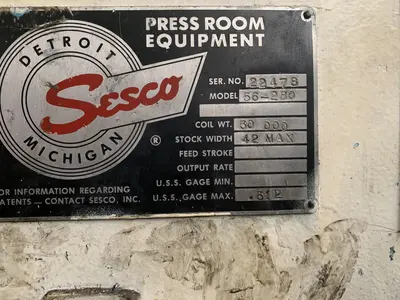 PRESS ROOM
EQUIPMENT
DETROIT
Sesco
MICHIGAN
®
SER. NO. 29478
MODEL 56-280
COIL WT. 30 000
STOCK WIDTH 42 MAX
FEED STROKE
OUTPUT RATE
U.S.S. GAGE MIN.
U.S.S. GAGE MAX. .312
OR INFORMATION REGARDING
ATENTS — CONTACT SESCO, INC.